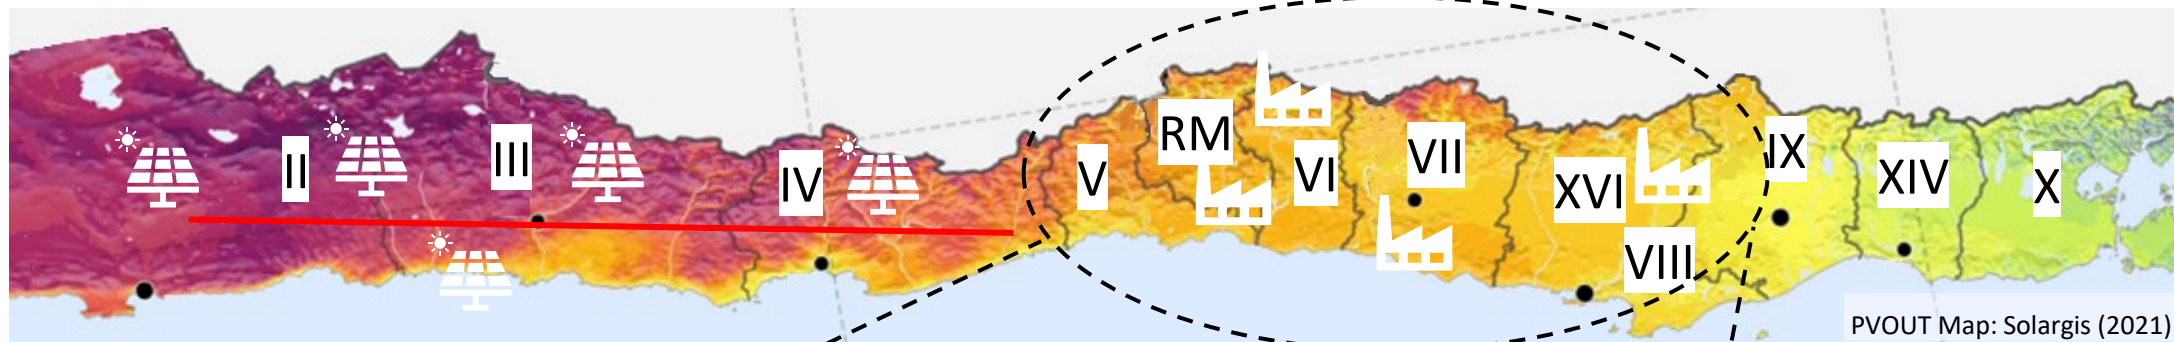 II
III
IV
V
RM
VI
VII
XVI
VIII
IX
XIV
X
PVOUT Map: Solargis (2021)